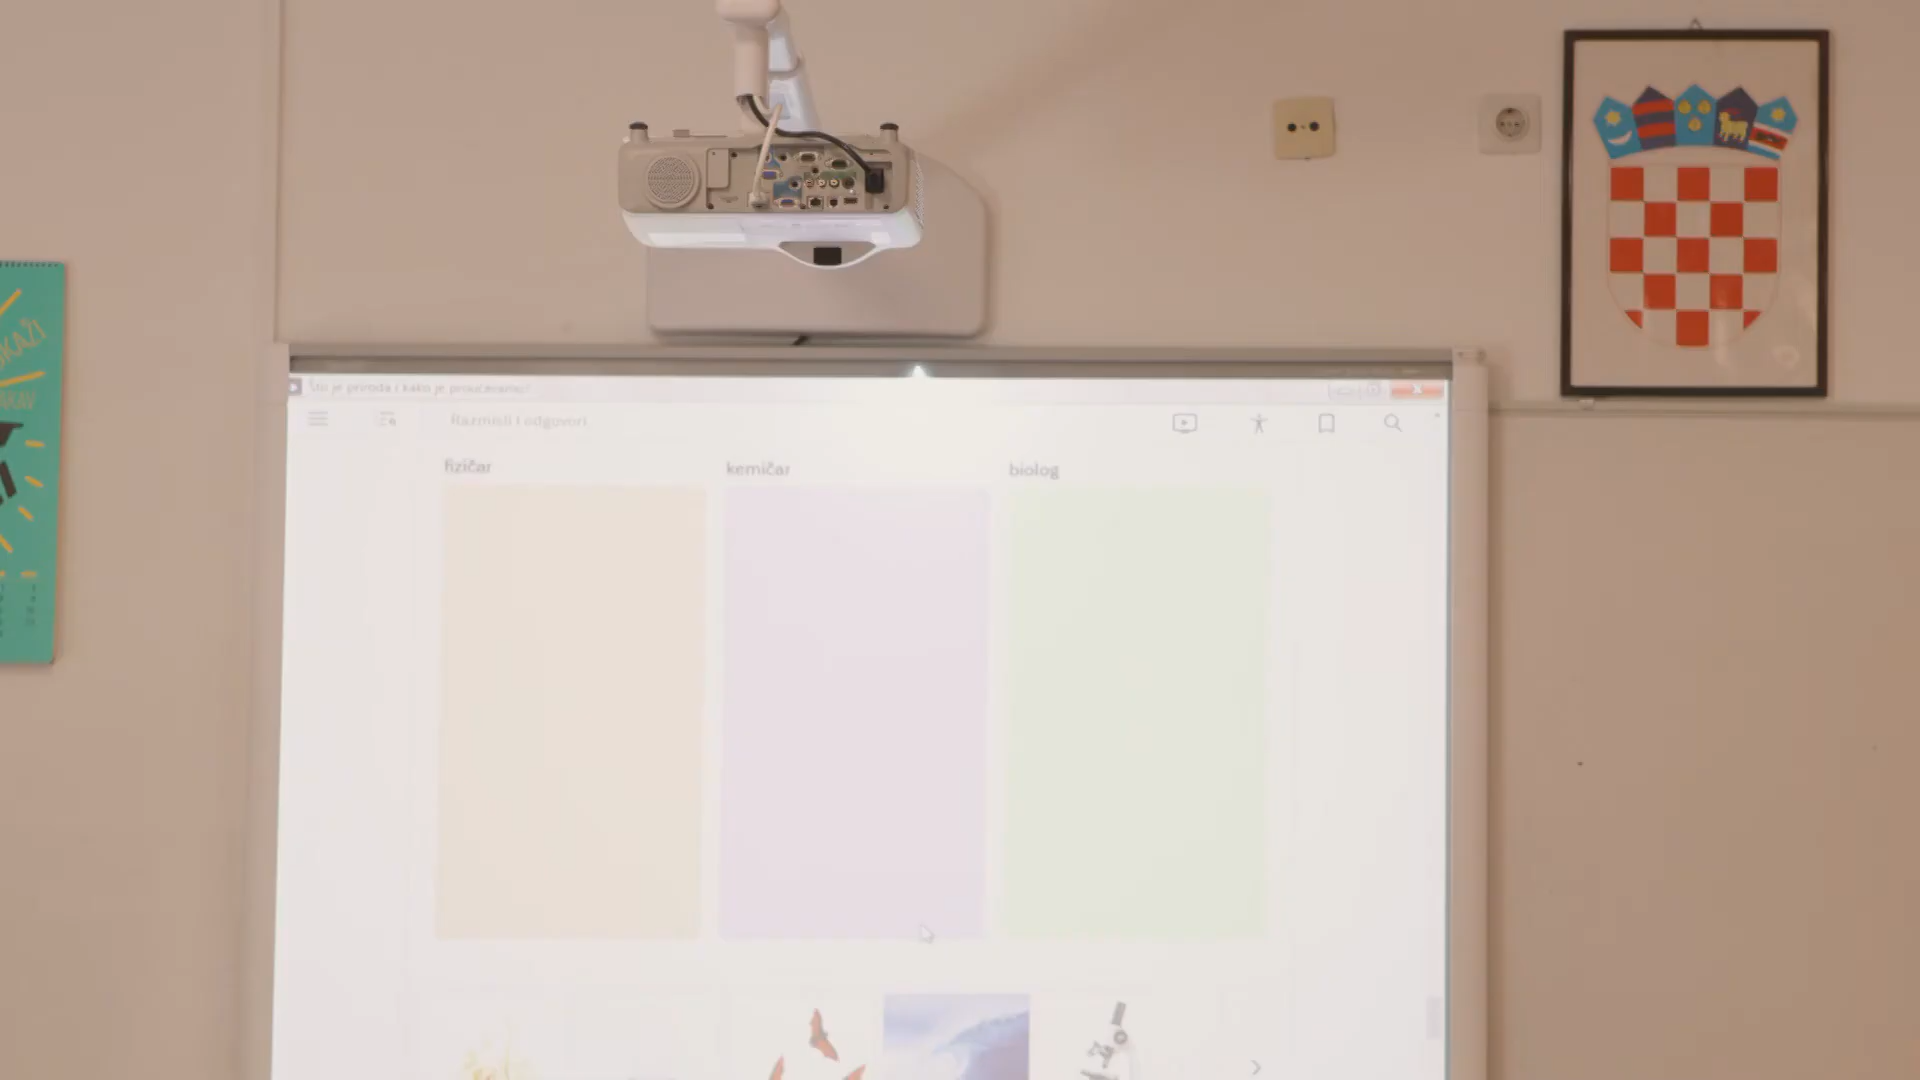 Što je priroda i kako je proučavamo?
Razmisli i odgovori
fizičar
kemičar
biolog